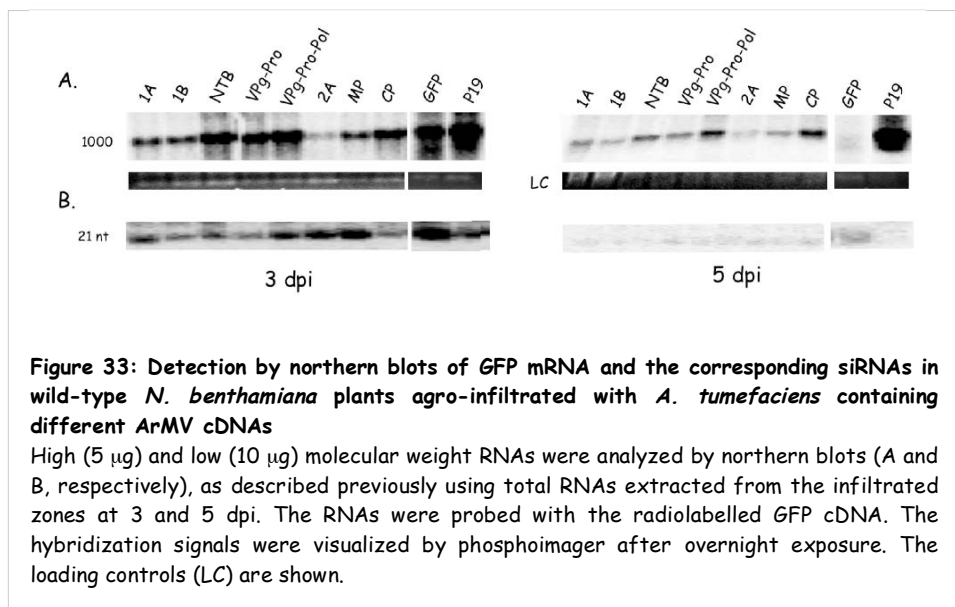 A.
1A 1B NTB VPg-Pro VPg-Pro-Pol 2A MP CP GFP P19
1A 1B NTB VPg-Pro VPg-Pro-Pol 2A MP CP GFP P19
1000
LC
B.
21 nt
3 dpi
5 dpi
Figure 33: Detection by northern blots of GFP mRNA and the corresponding siRNAs in
wild-type N. benthamiana plants agro-infiltrated with A. tumefaciens containing
different ArMV cDNAs
High (5 μg) and low (10 μg) molecular weight RNAs were analyzed by northern blots (A and
B, respectively), as described previously using total RNAs extracted from the infiltrated
zones at 3 and 5 dpi. The RNAs were probed with the radiolabelled GFP cDNA. The
hybridization signals were visualized by phosphoimager after overnight exposure. The
loading controls (LC) are shown.